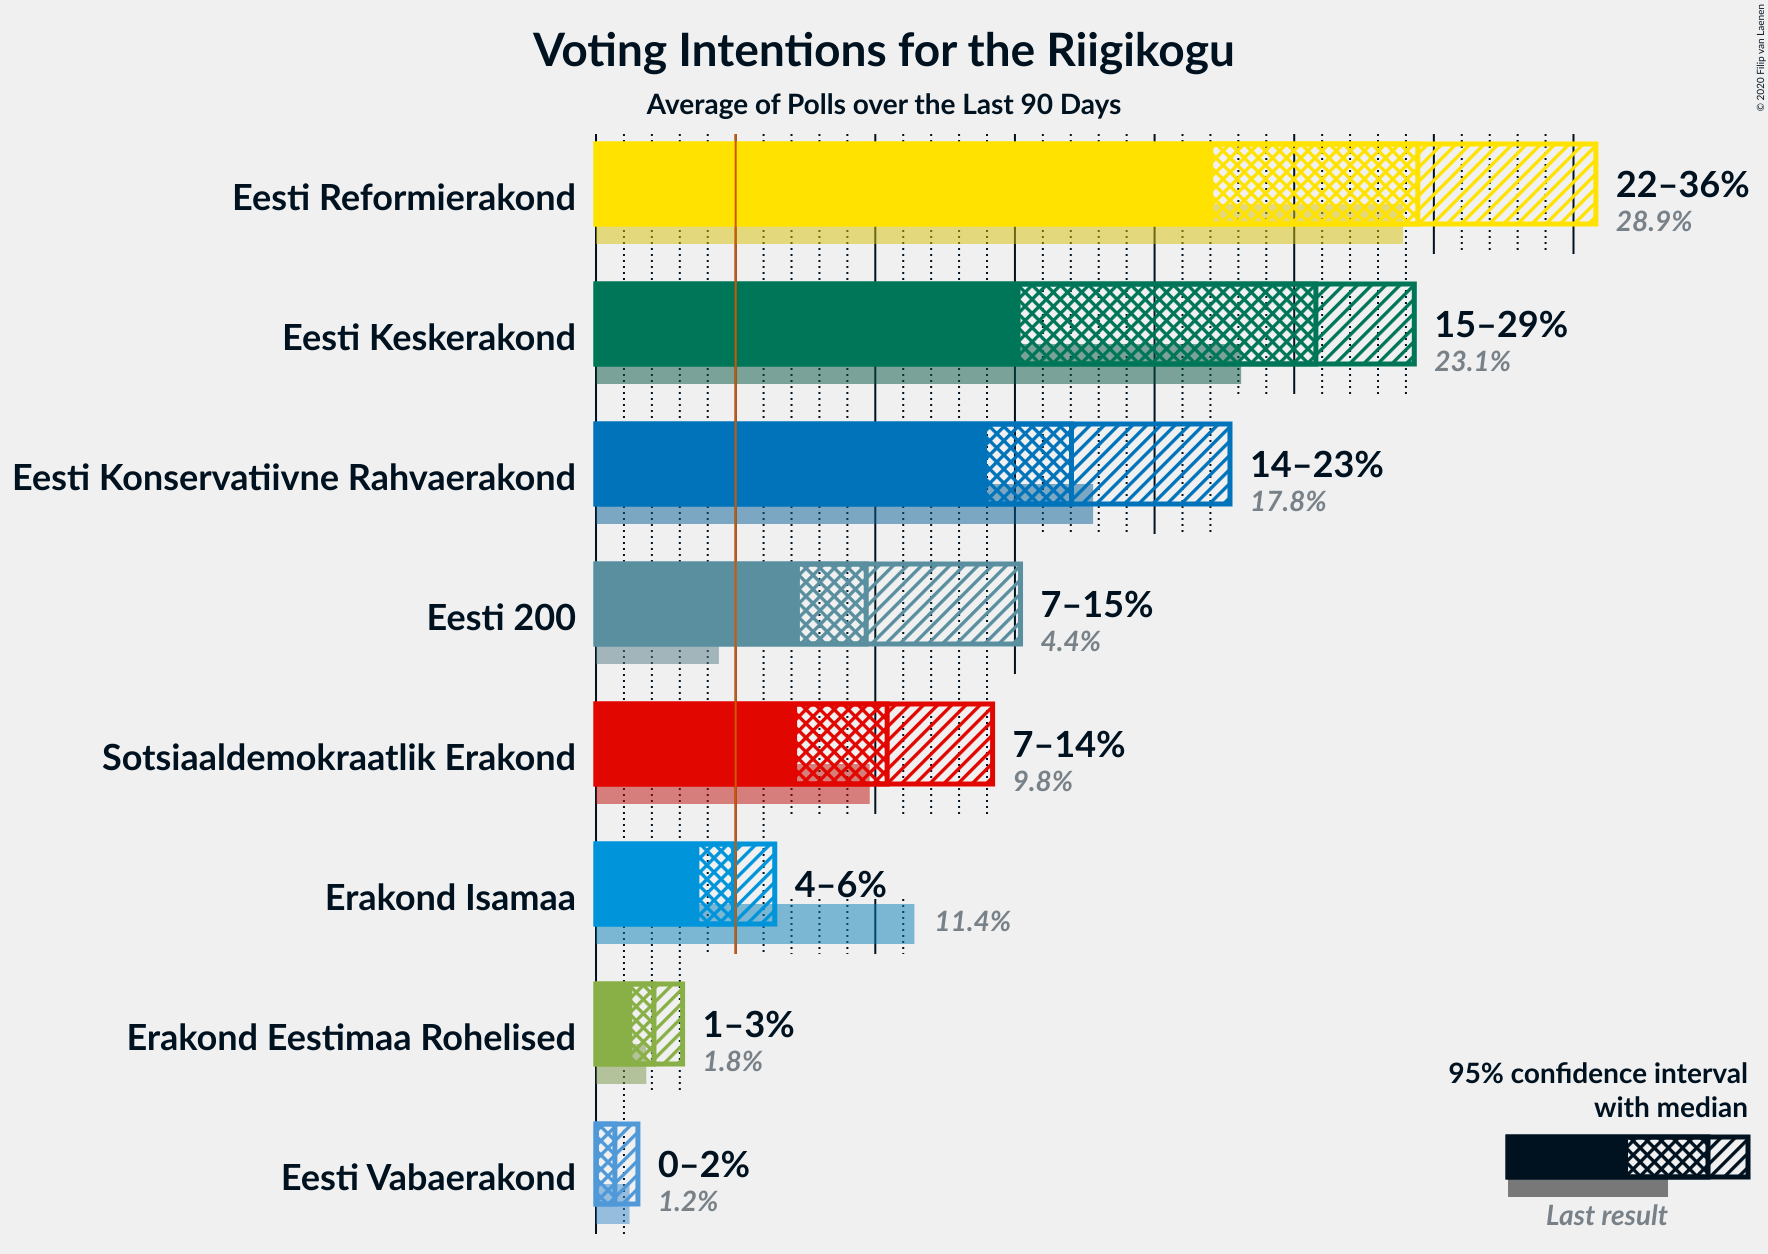 Voting Intentions for the Riigikogu
Average of Polls over the Last 90 Days
© 2020 Filip van Laenen
Eesti Reformierakond
22–36%
28.9%
Eesti Keskerakond
15–29%
23.1%
Eesti Konservatiivne Rahvaerakond
14–23%
17.8%
Eesti 200
7–15%
4.4%
Sotsiaaldemokraatlik Erakond
7–14%
9.8%
Erakond Isamaa
4–6%
11.4%
Erakond Eestimaa Rohelised
1–3%
1.8%
Eesti Vabaerakond
0–2%
1.2%
95% confidence interval
with median
Last result